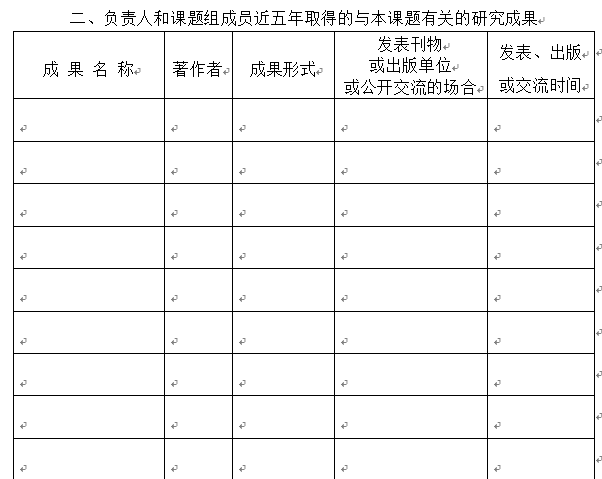 二、负责人和课题组成员近五年取得的与本课题有关的研究成果
成 果 名 称
著作者
成果形式
发表刊物
或出版单位
或公开交流的场合
发表、出版
或交流时间